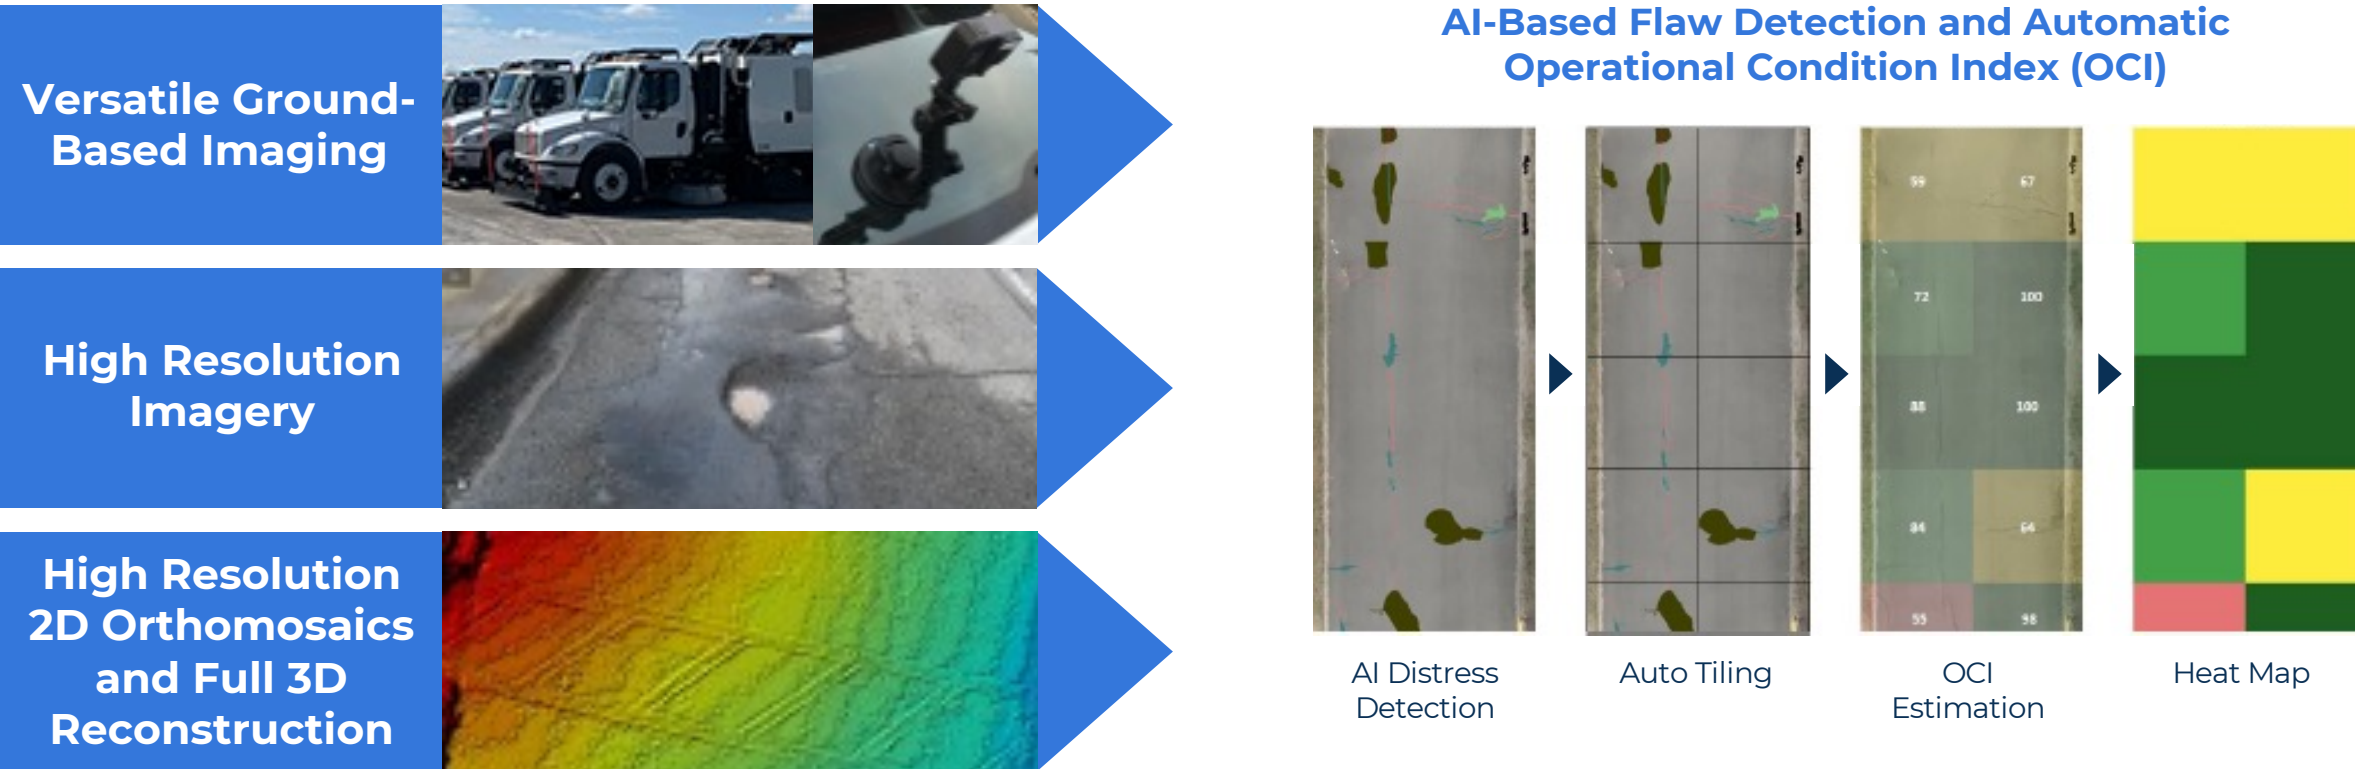 Versatile Ground-
Based Imaging
High Resolution
Imagery
High Resolution
2D Orthomosaics
and Full 3D
Reconstruction
AI-Based Flaw Detection and Automatic
Operational Condition Index (OCI)
59 67
72 100
88 100
84 64
55 98
AI Distress
Detection
Auto Tiling
OCI
Estimation
Heat Map